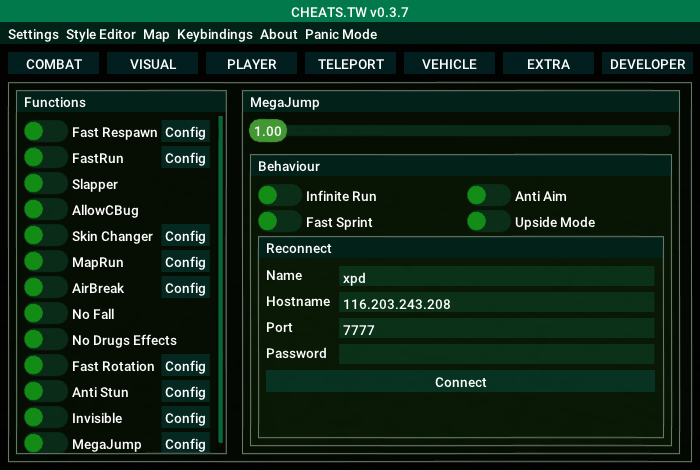 CHEATS.TW v0.3.7
Settings Style Editor Map Keybindings About Panic Mode
COMBAT VISUAL PLAYER TELEPORT VEHICLE EXTRA DEVELOPER
Functions
Fast Respawn Config
FastRun Config
Slapper
AllowCBug
Skin Changer Config
MapRun Config
AirBreak Config
No Fall
No Drugs Effects
Fast Rotation Config
Anti Stun Config
Invisible Config
MegaJump Config
MegaJump
1.00
Behaviour
Infinite Run Anti Aim
Fast Sprint Upside Mode
Reconnect
Name xpd
Hostname 116.203.243.208
Port 7777
Password
Connect